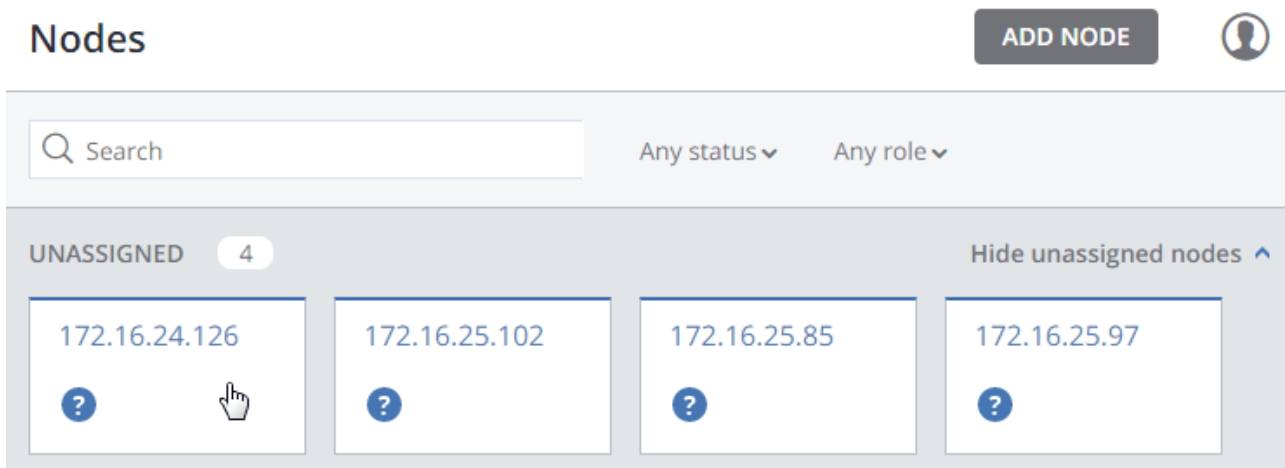 Nodes
ADD NODE
Search
Any status
Any role
UNASSIGNED 4
Hide unassigned nodes
172.16.24.126
172.16.25.102
172.16.25.85
172.16.25.97
?
?
?
?